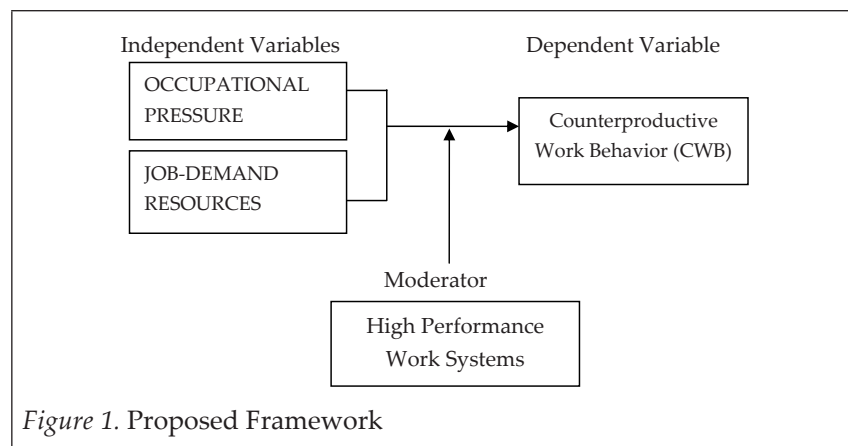 Independent Variables
Dependent Variable
OCCUPATIONAL
PRESSURE
JOB-DEMAND
RESOURCES
Counterproductive
Work Behavior (CWB)
Moderator
High Performance
Work Systems
Figure 1. Proposed Framework